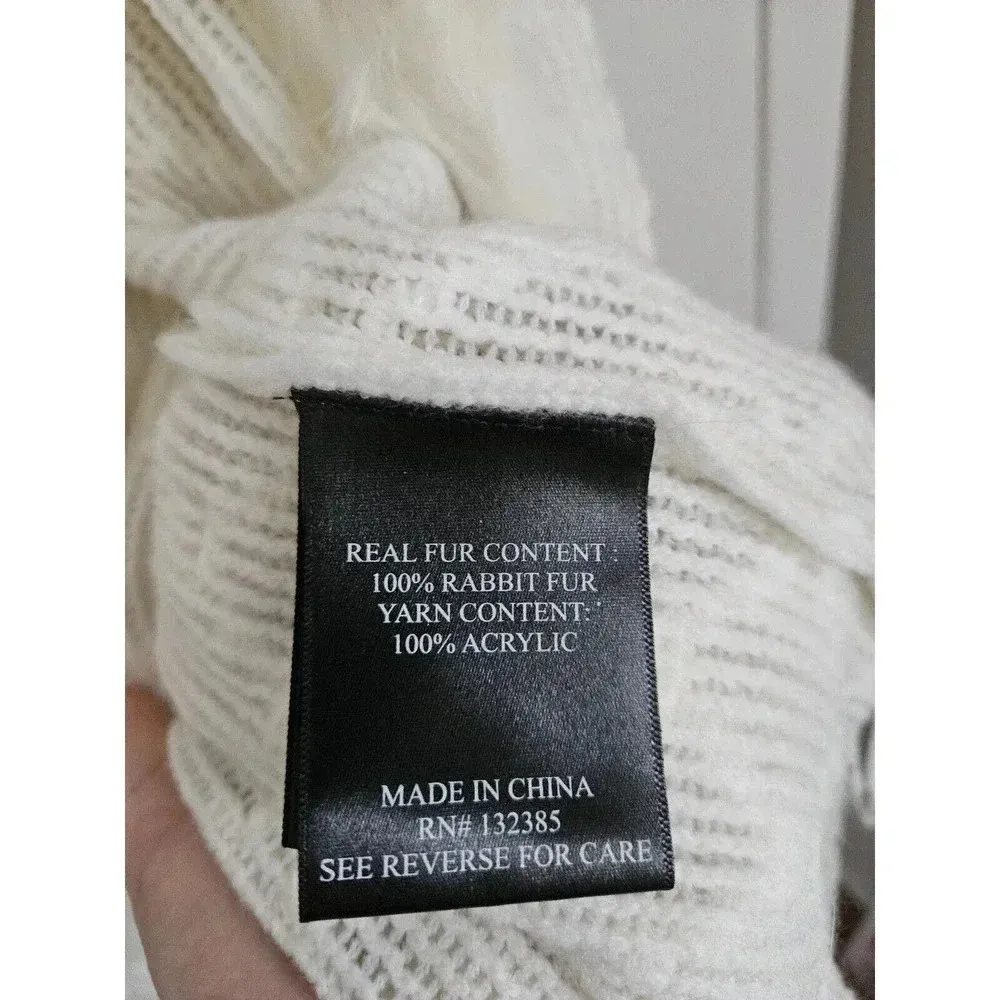 REAL FUR CONTENT :
100% RABBIT FUR
YARN CONTENT:
100% ACRYLIC
MADE IN CHINA
RN# 132385
SEE REVERSE FOR CARE